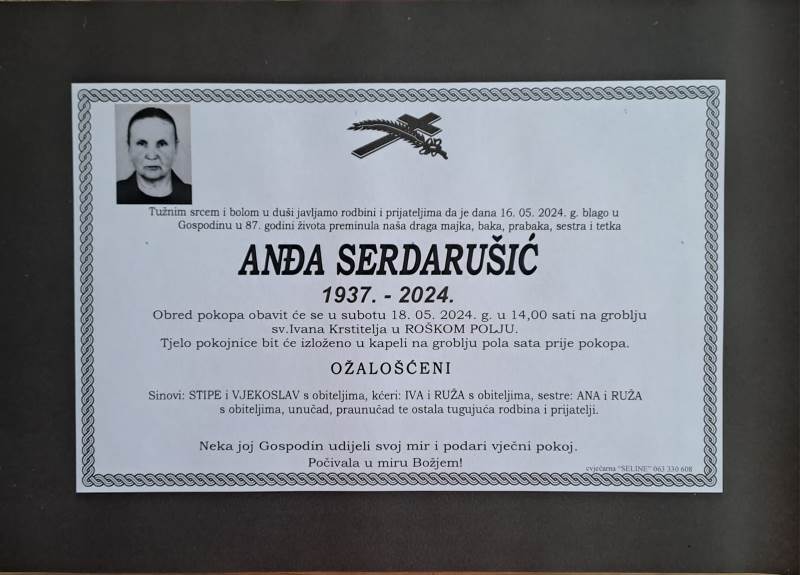 Tužnim srcem i bolom u duši javljamo rodbini i prijateljima da je dana 16. 05. 2024. g. blago u
Gospodinu u 87. godini života preminula naša draga majka, baka, prabaka, sestra i tetka
ANĐA SERDARUŠIĆ
1937. - 2024.
Obred pokopa obavit će se u subotu 18. 05. 2024. g. u 14,00 sati na groblju
sv.Ivana Krstitelja u ROŠKOM POLJU.
Tjelo pokojnice bit će izloženo u kapeli na groblju pola sata prije pokopa.
OŽALOŠĆENI
Sinovi: STIPE i VJEKOSLAV s obiteljima, kćeri: IVA i RUŽA s obiteljima, sestre: ANA i RUŽA
s obiteljima, unučad, praunučad te ostala tugujuća rodbina i prijatelji.
Neka joj Gospodin udijeli svoj mir i podari vječni pokoj.
Počivala u miru Božjem!
cvjećarna "SELINE" 063 330 608